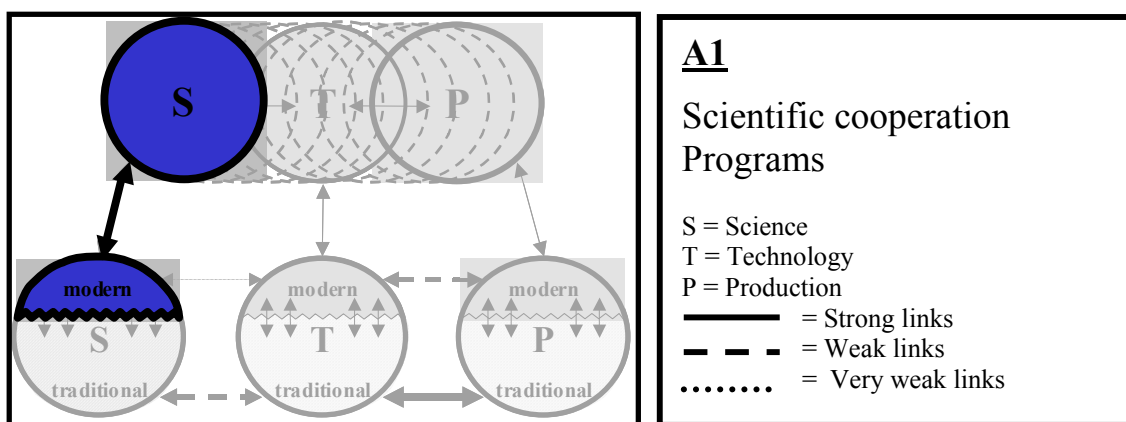 S T P
modern modern modern
S T P
traditional traditional traditional
A1
Scientific cooperation
Programs
S = Science
T = Technology
P = Production
= Strong links
= Weak links
= Very weak links